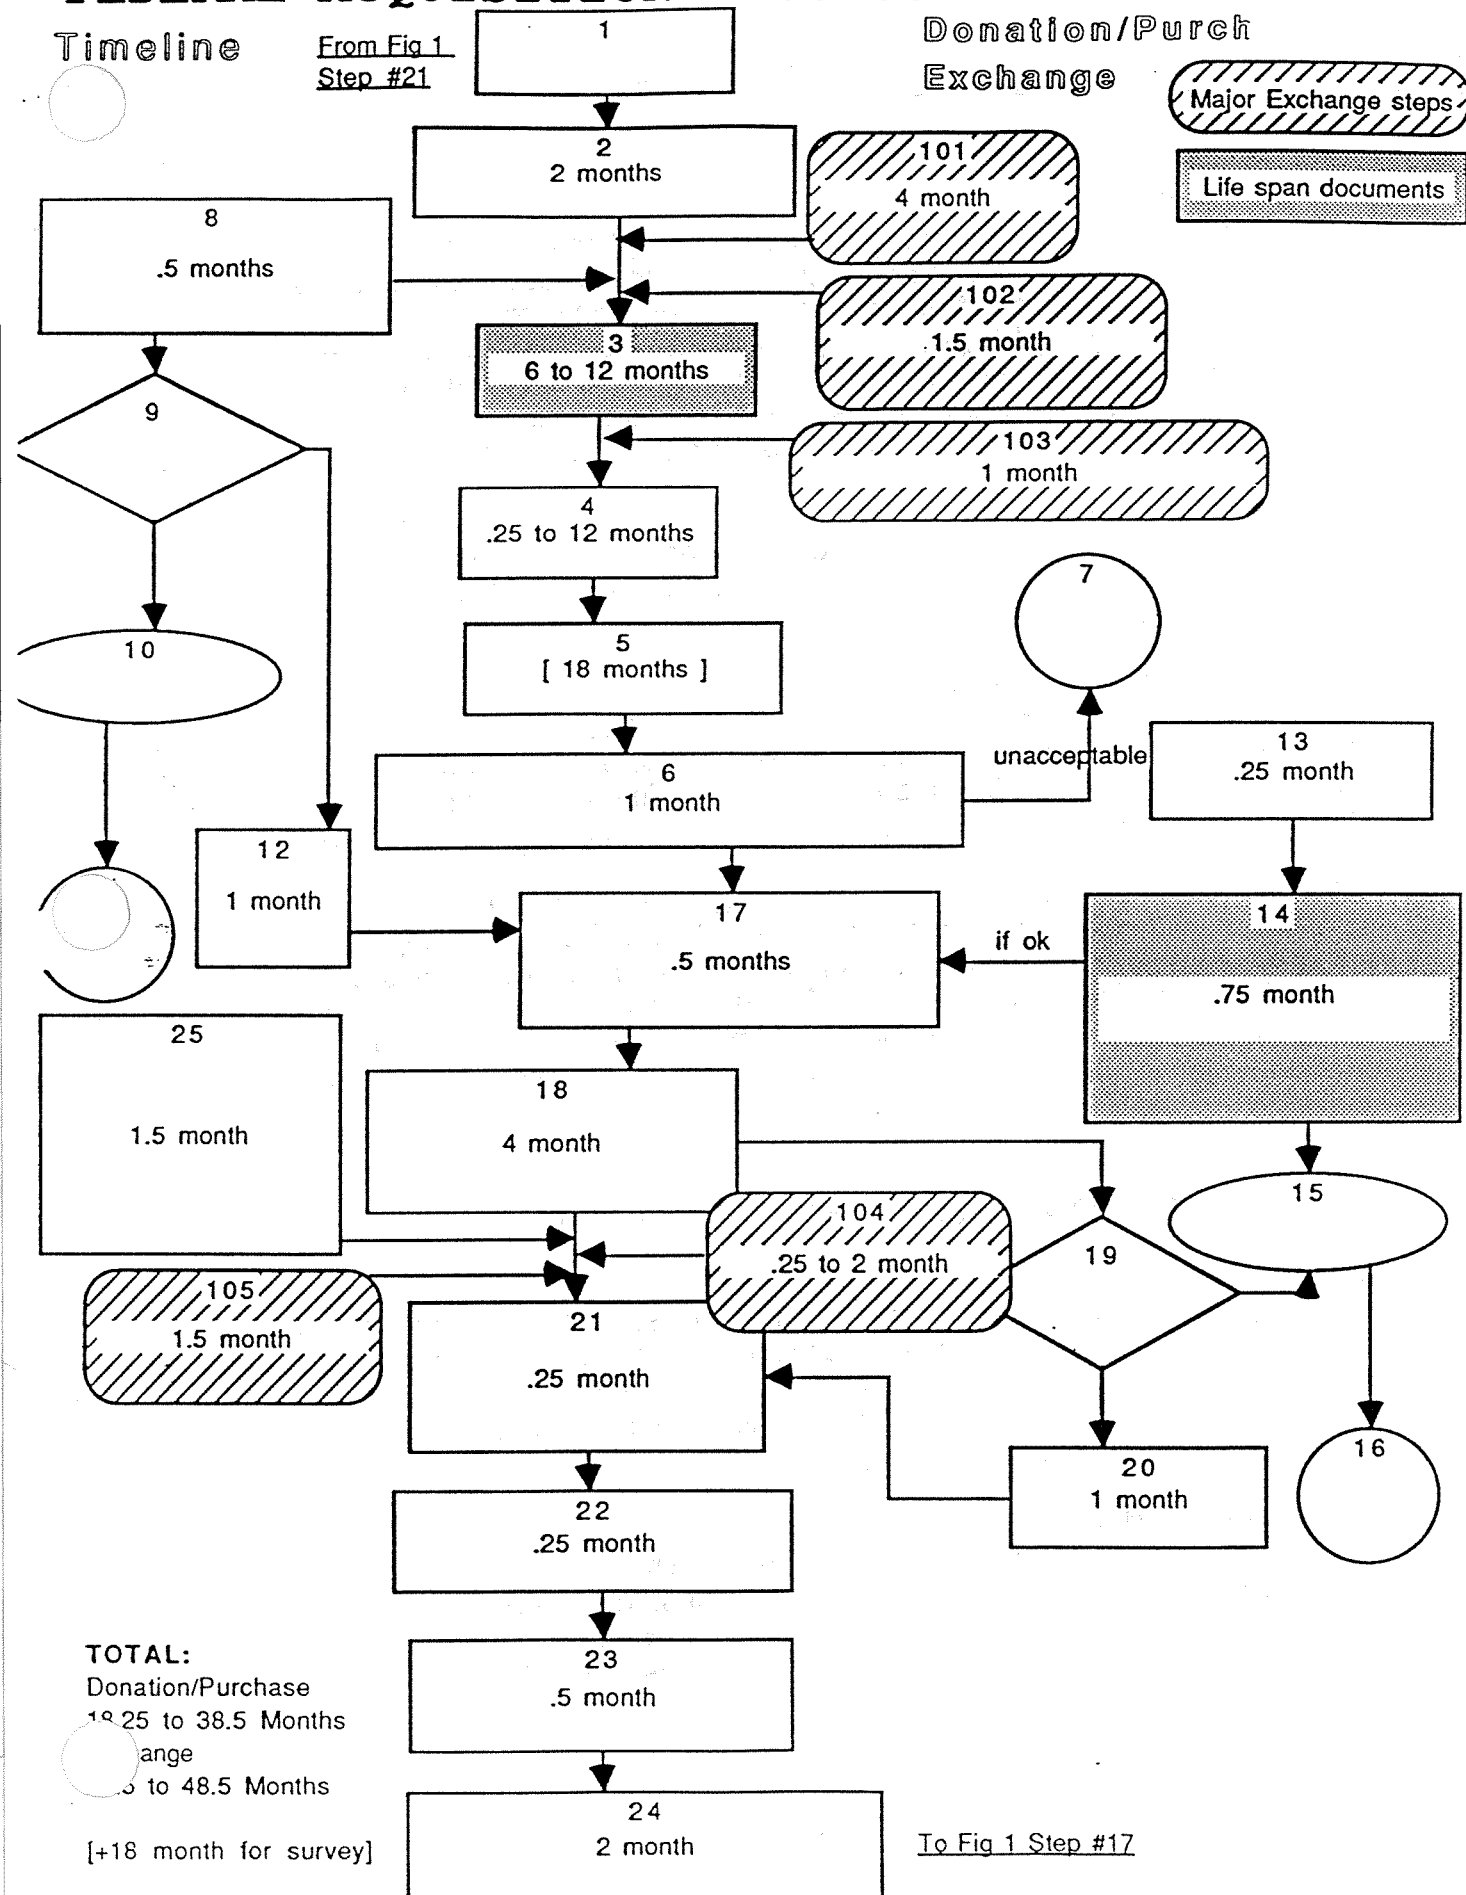 Timeline
From Fig 1
Step #21
Donation/Purch
Exchange
Major Exchange steps
Life span documents
1
2
2 months
101
4 month
8
.5 months
102
1.5 month
3
6 to 12 months
9
103
1 month
4
.25 to 12 months
7
5
[ 18 months ]
10
unacceptable
13
.25 month
6
1 month
12
1 month
17
.5 months
if ok
14
.75 month
25
1.5 month
18
4 month
15
104
.25 to 2 month
19
105
1.5 month
21
.25 month
16
20
1 month
22
.25 month
23
.5 month
TOTAL:
Donation/Purchase
18.25 to 38.5 Months
ange
to 48.5 Months
[+18 month for survey]
24
2 month
To Fig 1 Step #17